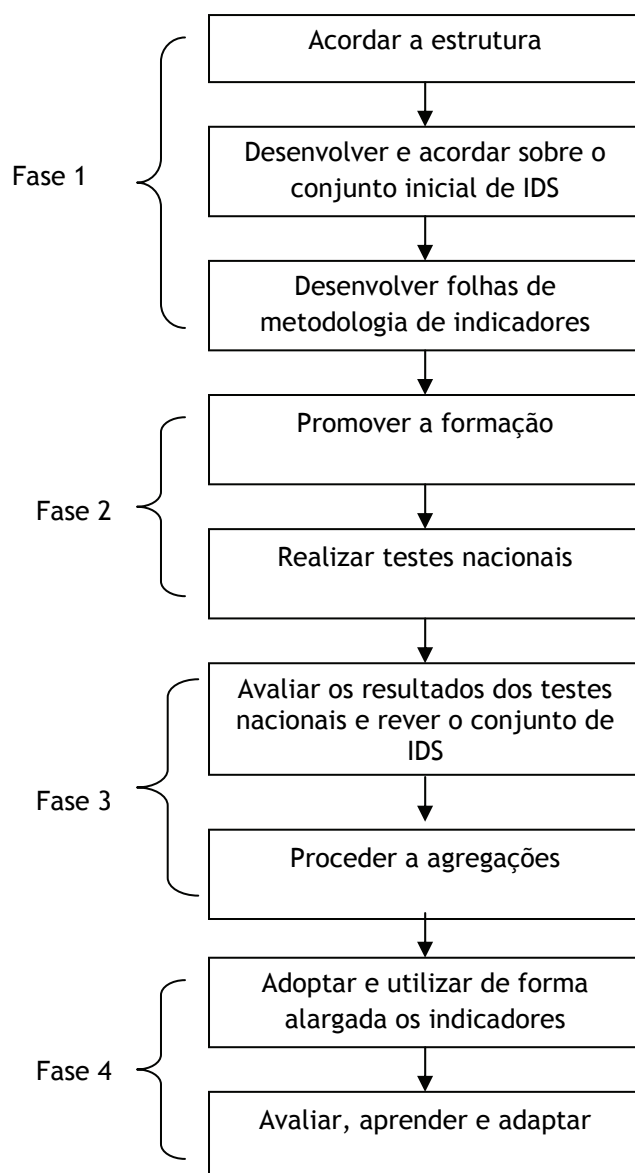 Acordar a estrutura
Fase 1
Desenvolver e acordar sobre o
conjunto inicial de IDS
Desenvolver folhas de
metodologia de indicadores
Fase 2
Promover a formação
Realizar testes nacionais
Fase 3
Avaliar os resultados dos testes
nacionais e rever o conjunto de
IDS
Proceder a agregações
Fase 4
Adoptar e utilizar de forma
alargada os indicadores
Avaliar, aprender e adaptar